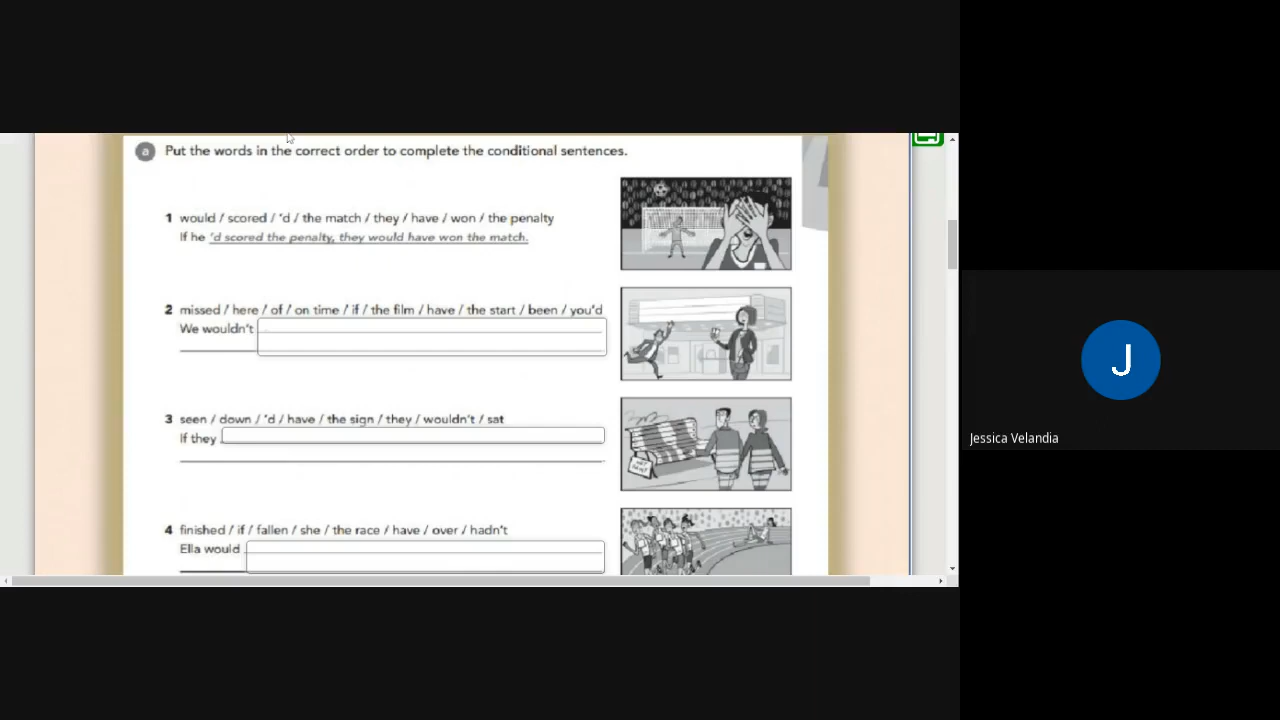 a Put the words in the correct order to complete the conditional sentences.
1 would / scored / 'd / the match / they / have / won / the penalty
If he 'd scored the penalty, they would have won the match.
2 missed / here / of / on time / if / the film / have / the start / been / you'd
We wouldn't
3 seen / down / 'd / have / the sign / they / wouldn't / sat
If they
WET PAINT
4 finished / if / fallen / she / the race / have / over / hadn't
Ella would
J
Jessica Velandia